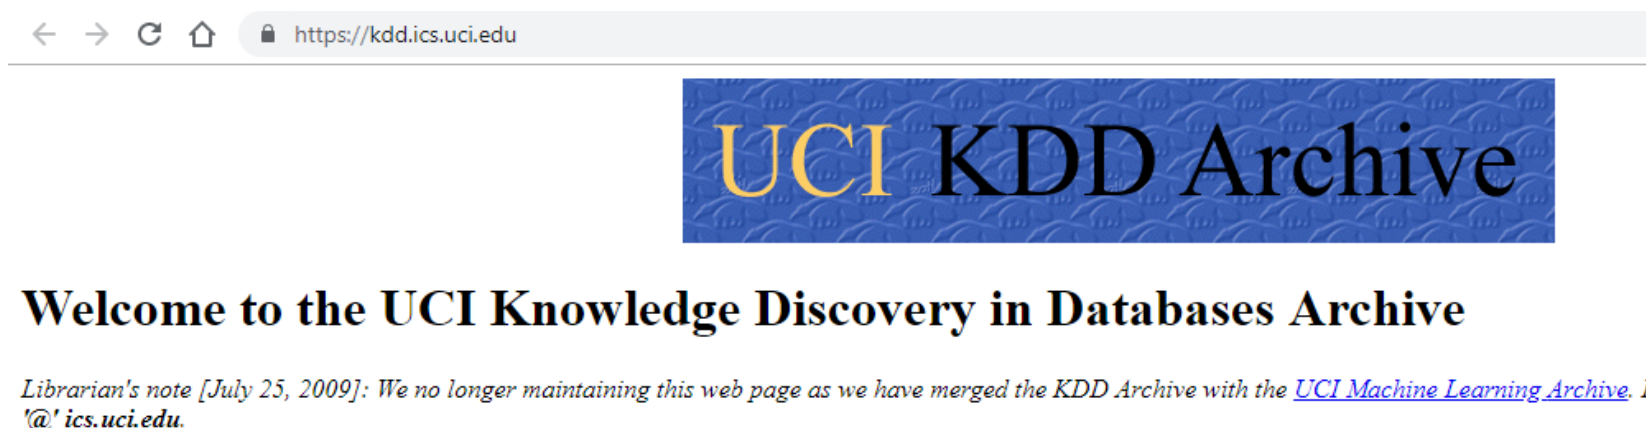 https://kdd.ics.uci.edu
UCI KDD Archive
Welcome to the UCI Knowledge Discovery in Databases Archive
Librarian's note [July 25, 2009]: We no longer maintaining this web page as we have merged the KDD Archive with the UCI Machine Learning Archive.
'@' ics.uci.edu.